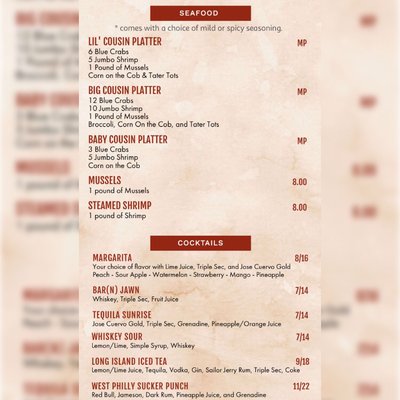 SEAFOOD
* comes with a choice of mild or spicy seasoning.
LIL' COUSIN PLATTER MP
6 Blue Crabs
5 Jumbo Shrimp
1 Pound of Mussels
Corn on the Cob & Tater Tots
BIG COUSIN PLATTER MP
12 Blue Crabs
10 Jumbo Shrimp
1 Pound of Mussels
Broccoli, Corn On the Cob, and Tater Tots
BABY COUSIN PLATTER MP
3 Blue Crabs
5 Jumbo Shrimp
Corn on the Cob
MUSSELS 8.00
1 pound of Mussels
STEAMED SHRIMP 8.00
1 pound of Shrimp
COCKTAILS
MARGARITA 8/16
Your choice of flavor with Lime Juice, Triple Sec, and Jose Cuervo Gold
Peach - Sour Apple - Watermelon - Strawberry - Mango - Pineapple
BAR(N) JAWN 7/14
Whiskey, Triple Sec, Fruit Juice
TEQUILA SUNRISE 7/14
Jose Cuervo Gold, Triple Sec, Grenadine, Pineapple/Orange Juice
WHISKEY SOUR 7/14
Lemon/Lime, Simple Syrup, Whiskey
LONG ISLAND ICED TEA 9/18
Lemon/Lime Juice, Tequila, Vodka, Gin, Sailor Jerry Rum, Triple Sec, Coke
WEST PHILLY SUCKER PUNCH 11/22
Red Bull, Jameson, Dark Rum, Pineapple Juice, and Grenadine